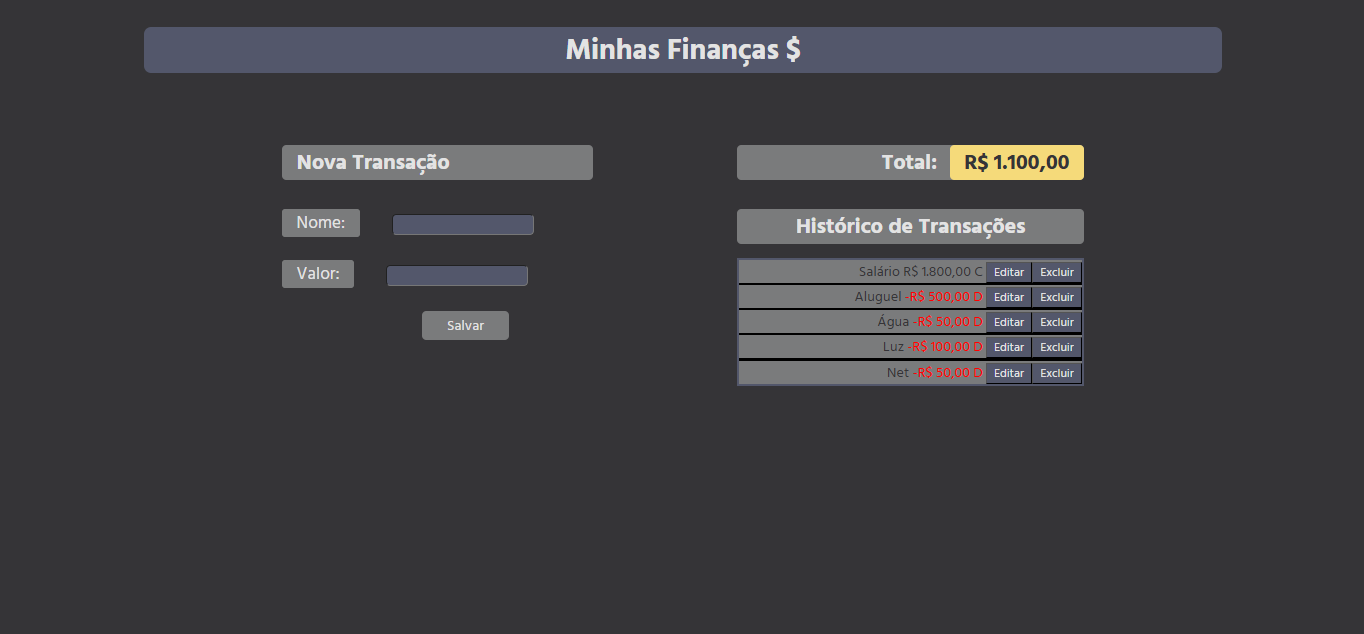 Minhas Finanças $
Nova Transação
Nome:
Valor:
Salvar
Total: R$ 1.100,00
Histórico de Transações
Salário R$ 1.800,00 C Editar Excluir
Aluguel -R$ 500,00 D Editar Excluir
Água -R$ 50,00 D Editar Excluir
Luz -R$ 100,00 D Editar Excluir
Net -R$ 50,00 D Editar Excluir